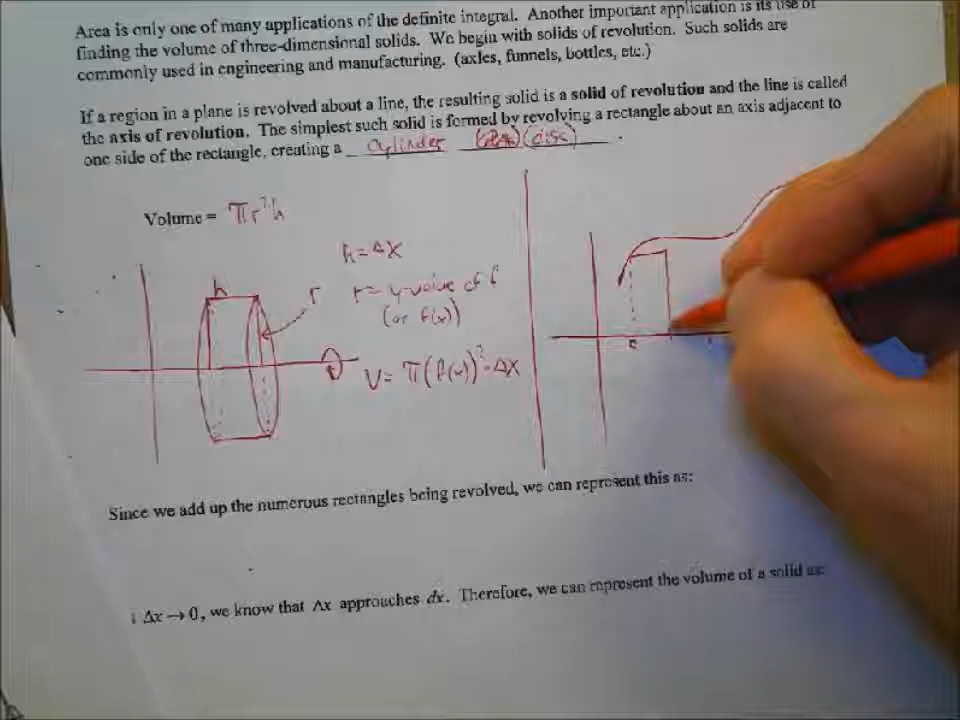 Area is only one of many applications of the definite integral. Another important application is its use of
finding the volume of three-dimensional solids. We begin with solids of revolution. Such solids are
commonly used in engineering and manufacturing. (axles, funnels, bottles, etc.)
If a region in a plane is revolved about a line, the resulting solid is a solid of revolution and the line is called
the axis of revolution. The simplest such solid is formed by revolving a rectangle about an axis adjacent to
one side of the rectangle, creating a cylinder (disc).
Volume = πr²h
h
r
h = Δx
r = y-value of f
(or f(x))
V = π(f(x))²·Δx
Since we add up the numerous rectangles being revolved, we can represent this as:
Δx → 0, we know that Δx approaches dx. Therefore, we can represent the volume of a solid as: